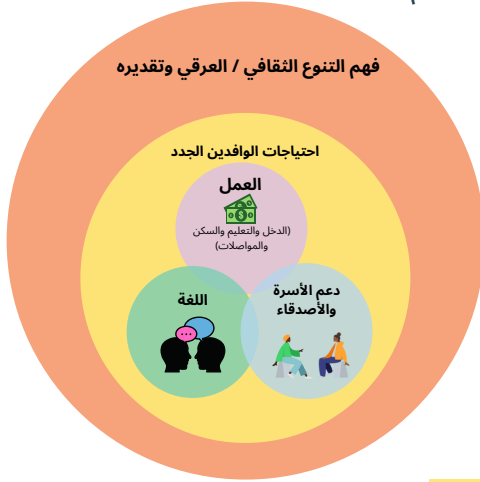 فهم التنوع الثقافي / العرقي وتقديره
احتياجات الوافدين الجدد
العمل
(الدخل والتعليم والسكن
والمواصلات)
دعم الأسرة
والأصدقاء
اللغة